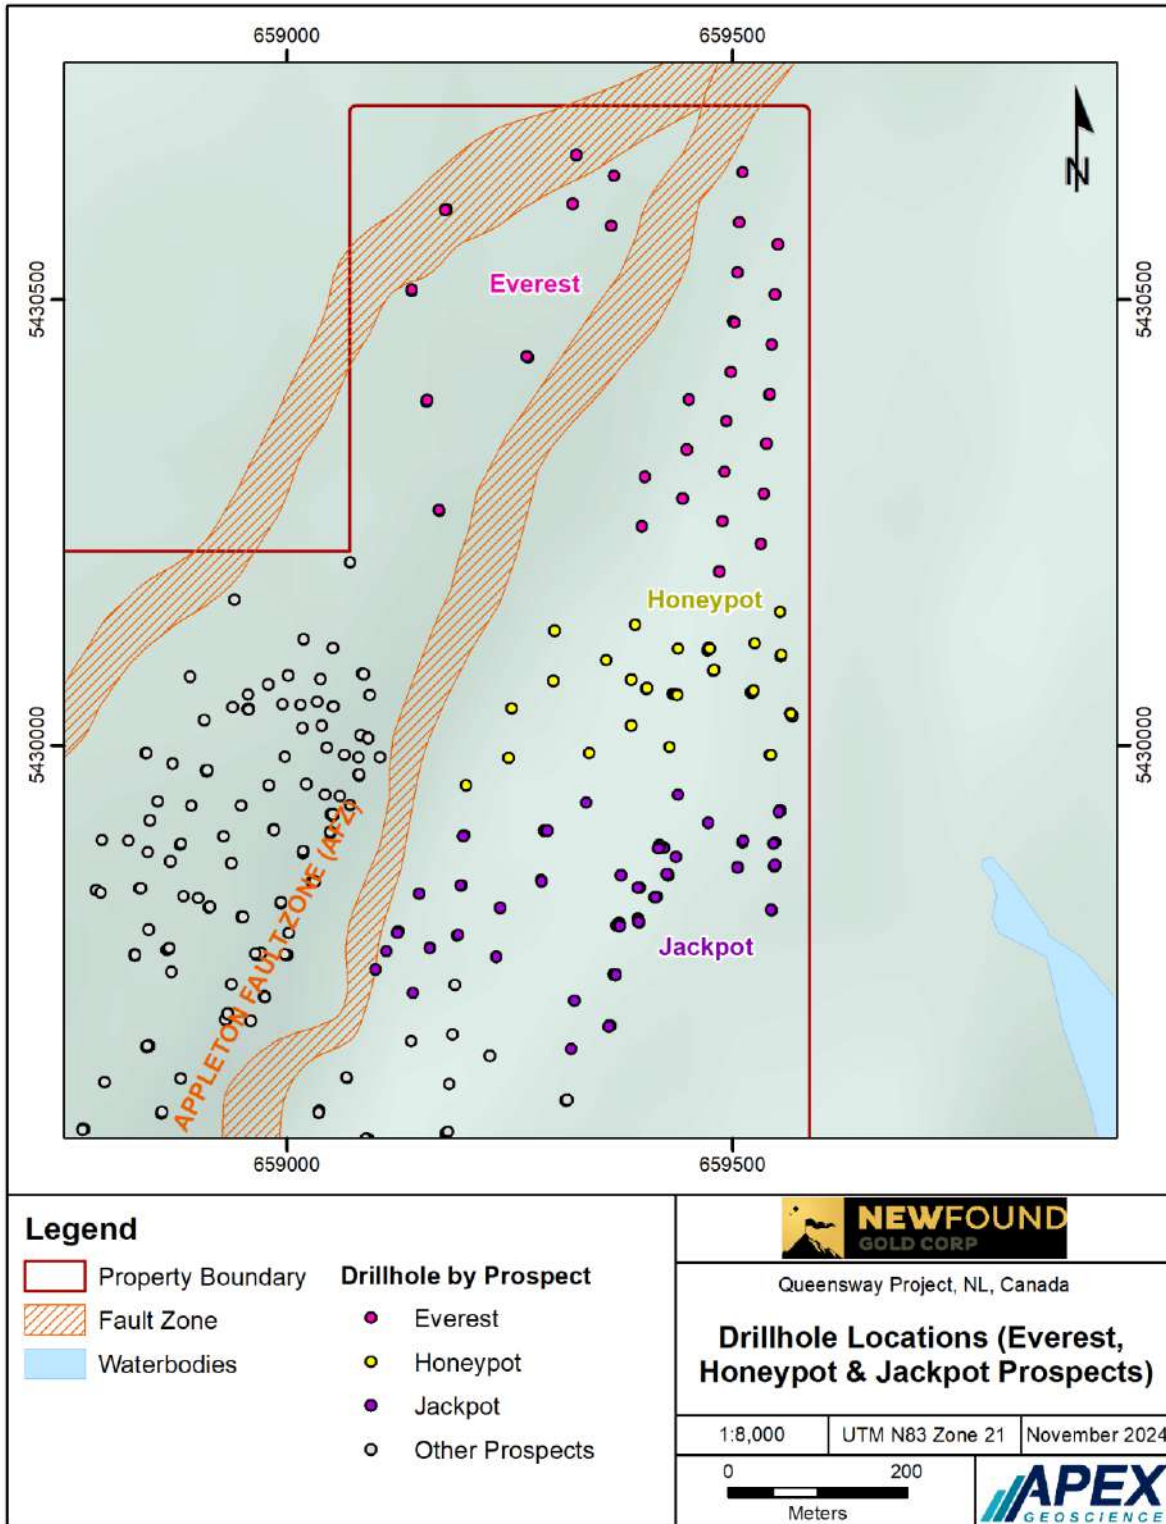 659000
659500
N
5430500
5430500
Everest
Honeypot
5430000
5430000
APPLETON FAULT ZONE (AFZ)
Jackpot
659000
659500
Legend
Property Boundary
Fault Zone
Waterbodies
Drillhole by Prospect
Everest
Honeypot
Jackpot
Other Prospects
NEWFOUND
GOLD CORP
Queensway Project, NL, Canada
Drillhole Locations (Everest,
Honeypot & Jackpot Prospects)
1:8,000
UTM N83 Zone 21
November 2024
0 200
Meters
APEX
GEOSCIENCE